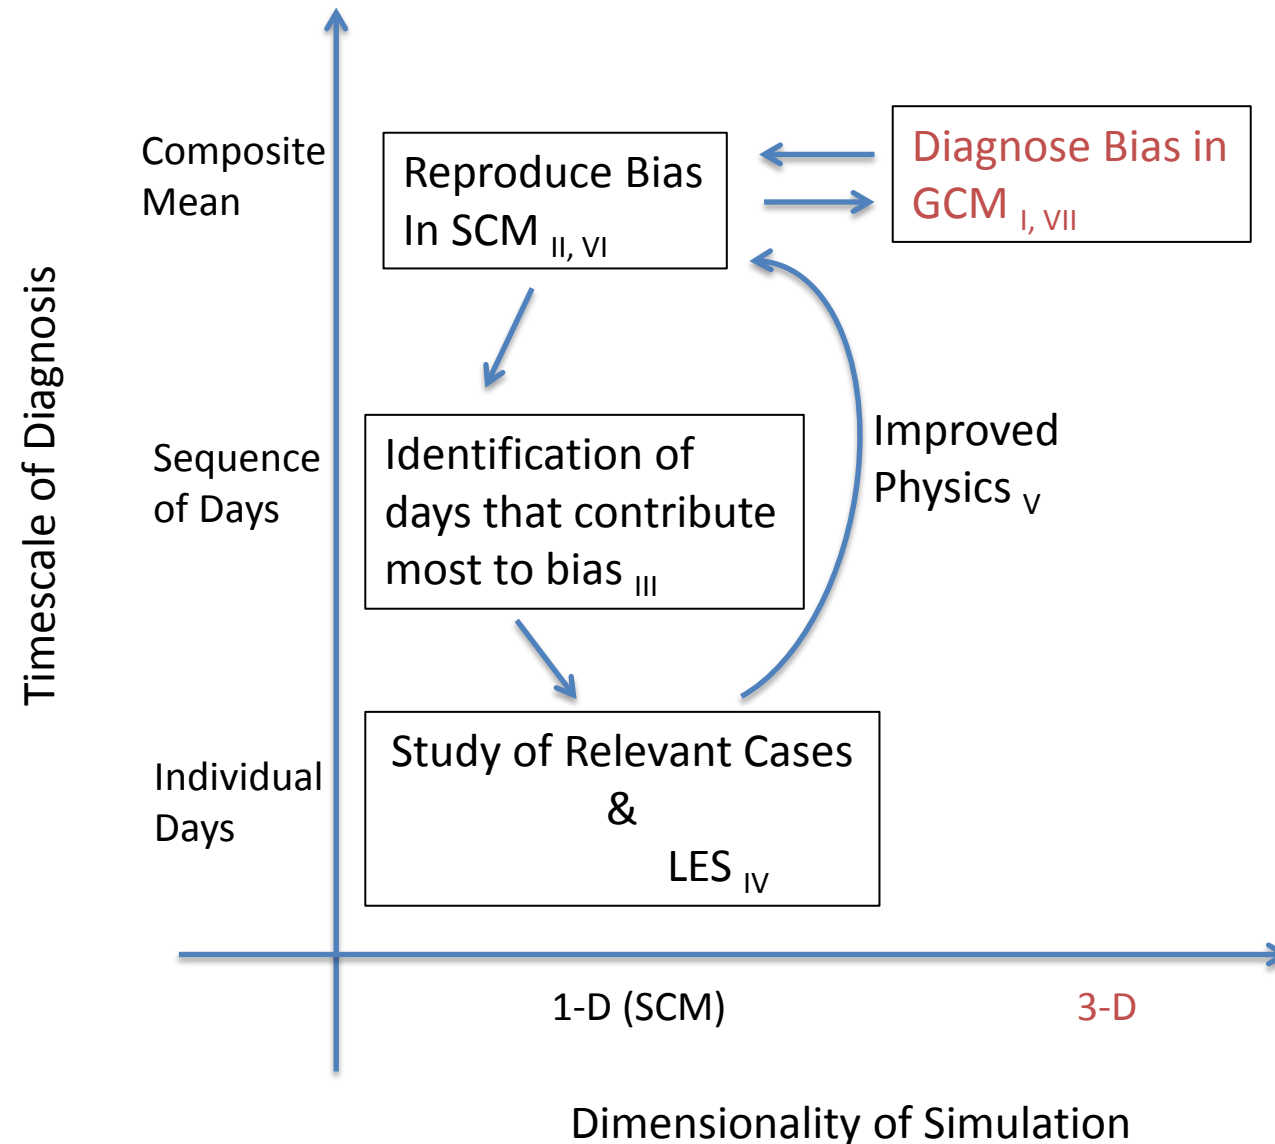 Timescale of Diagnosis
Composite
Mean
Reproduce Bias
In SCM II, VI
Diagnose Bias in
GCM I, VII
Sequence
of Days
Identification of
days that contribute
most to bias III
Improved
Physics V
Individual
Days
Study of Relevant Cases
&
LES IV
1-D (SCM)
3-D
Dimensionality of Simulation